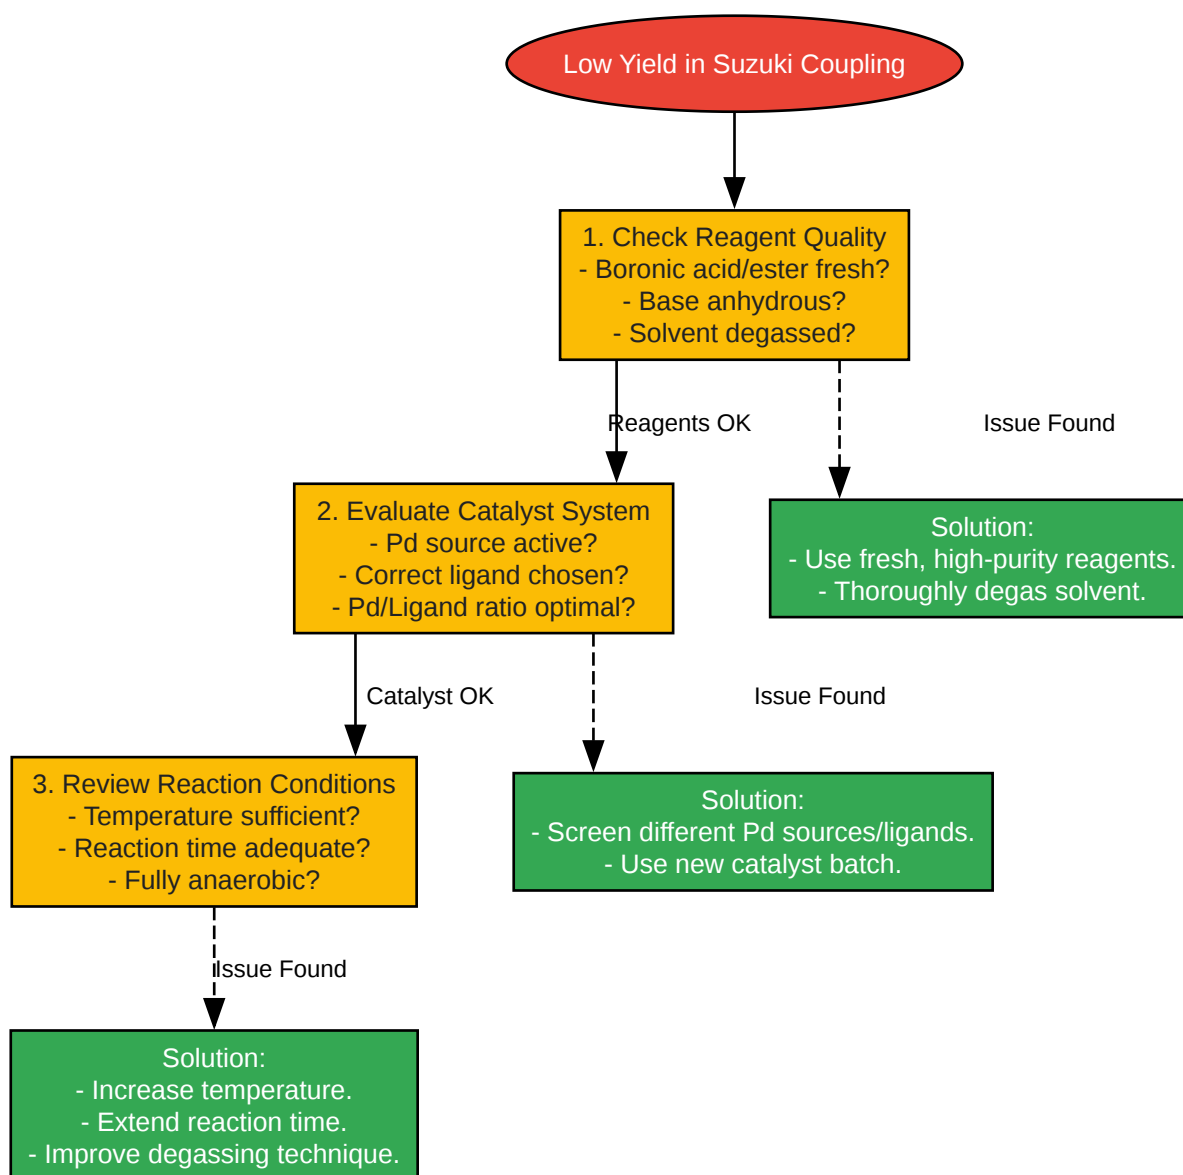 Low Yield in Suzuki Coupling
1. Check Reagent Quality
- Boronic acid/ester fresh?
- Base anhydrous?
- Solvent degassed?
Reagents OK
Issue Found
2. Evaluate Catalyst System
- Pd source active?
- Correct ligand chosen?
- Pd/Ligand ratio optimal?
Solution:
- Use fresh, high-purity reagents.
- Thoroughly degas solvent.
Catalyst OK
Issue Found
3. Review Reaction Conditions
- Temperature sufficient?
- Reaction time adequate?
- Fully anaerobic?
Solution:
- Screen different Pd sources/ligands.
- Use new catalyst batch.
Issue Found
Solution:
- Increase temperature.
- Extend reaction time.
- Improve degassing technique.